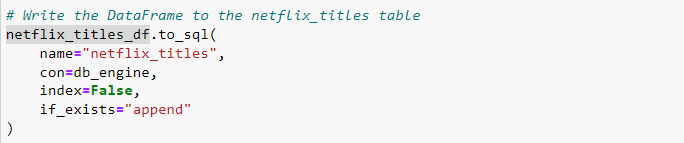 # Write the DataFrame to the netflix_titles table
netflix_titles_df.to_sql(
    name="netflix_titles",
    con=db_engine,
    index=False,
    if_exists="append"
)